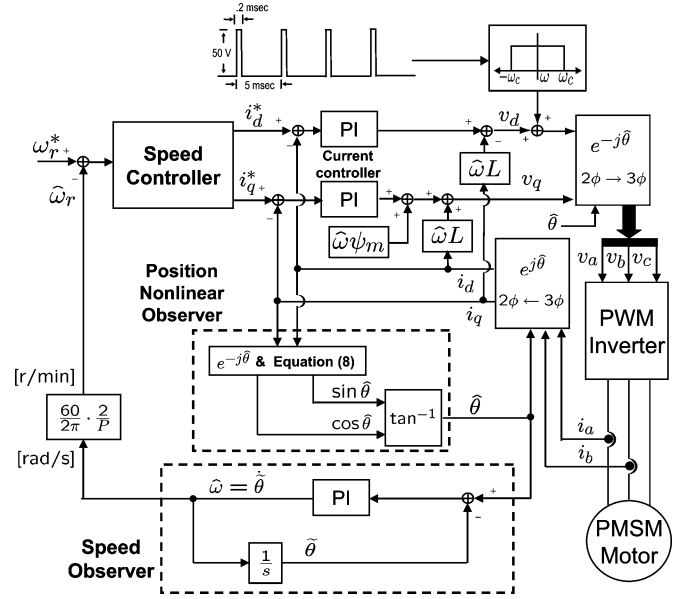 .2 msec
50 V
5 msec
−ω_C ω ω_C
i_d^*
v_d
ω_r^* +
−
ω̂_r
Speed Controller
PI
Current controller
i_q^* +
PI
ω̂L
v_q
e^{−jθ̂}
2ϕ → 3ϕ
θ̂
ω̂ψ_m
ω̂L
v_a v_b v_c
Position Nonlinear Observer
i_d
i_q
e^{jθ̂}
2ϕ ← 3ϕ
PWM Inverter
e^{−jθ̂} & Equation (8)
[r/min]
sin θ̂
cos θ̂
tan^{−1}
θ̂
60/2π · 2/P
i_a
i_b
[rad/s]
ω̂ = θ̃̇
PI
+
−
Speed Observer
1/s
θ̃
PMSM Motor